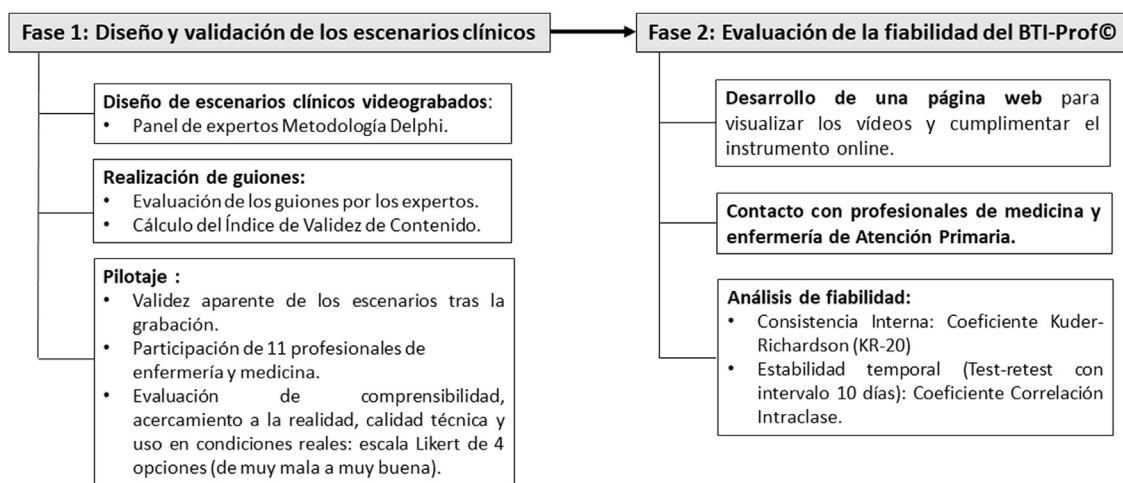 Fase 1: Diseño y validación de los escenarios clínicos
Diseño de escenarios clínicos videograbados:
• Panel de expertos Metodología Delphi.
Realización de guiones:
• Evaluación de los guiones por los expertos.
• Cálculo del Índice de Validez de Contenido.
Pilotaje :
• Validez aparente de los escenarios tras la
grabación.
• Participación de 11 profesionales de
enfermería y medicina.
• Evaluación de comprensibilidad,
acercamiento a la realidad, calidad técnica y
uso en condiciones reales: escala Likert de 4
opciones (de muy mala a muy buena).
Fase 2: Evaluación de la fiabilidad del BTI-Prof©
Desarrollo de una página web para
visualizar los vídeos y cumplimentar el
instrumento online.
Contacto con profesionales de medicina y
enfermería de Atención Primaria.
Análisis de fiabilidad:
• Consistencia Interna: Coeficiente Kuder-
Richardson (KR-20)
• Estabilidad temporal (Test-retest con
intervalo 10 días): Coeficiente Correlación
Intraclase.